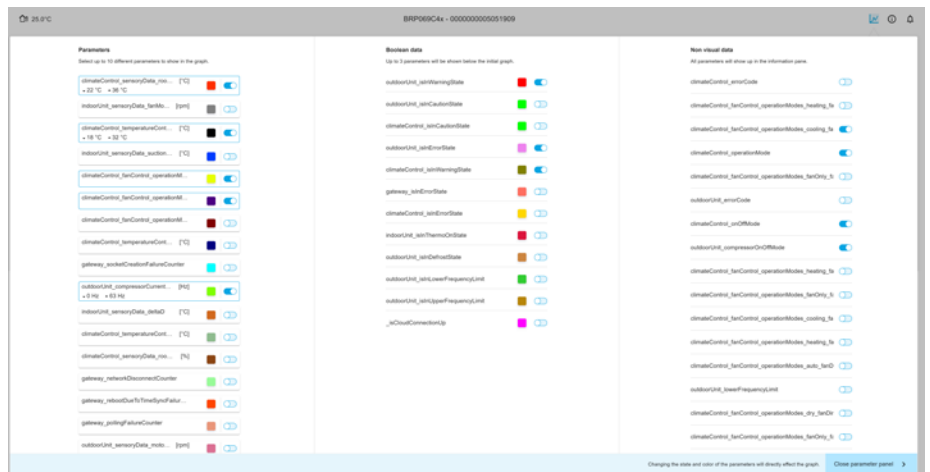 25.0°C
BRP069C4x - 0000000005051909
Parameters
Select up to 10 different parameters to show in the graph.
climateControl_sensoryData_roo... [°C]
22 °C 36 °C
indoorUnit_sensoryData_fanMo... [rpm]
climateControl_temperatureCont... [°C]
18 °C 32 °C
indoorUnit_sensoryData_suction... [°C]
climateControl_fanControl_operationM...
climateControl_fanControl_operationM...
climateControl_fanControl_operationM...
climateControl_temperatureCont... [°C]
gateway_socketCreationFailureCounter
outdoorUnit_compressorCurrent... [Hz]
0 Hz 63 Hz
indoorUnit_sensoryData_deltaD [°C]
climateControl_temperatureCont... [°C]
climateControl_sensoryData_roo... [%]
gateway_networkDisconnectCounter
gateway_rebootDueToTimeSyncFailur...
gateway_pollingFailureCounter
outdoorUnit_sensoryData_moto... [rpm]
Boolean data
Up to 3 parameters will be shown below the initial graph.
outdoorUnit_isInWarningState
outdoorUnit_isInCautionState
climateControl_isInCautionState
outdoorUnit_isInErrorState
climateControl_isInWarningState
gateway_isInErrorState
climateControl_isInErrorState
indoorUnit_isInThermoOnState
outdoorUnit_isInDefrostState
outdoorUnit_isInLowerFrequencyLimit
outdoorUnit_isInUpperFrequencyLimit
_isCloudConnectionUp
Non visual data
All parameters will show up in the information pane.
climateControl_errorCode
climateControl_fanControl_operationModes_heating_fa
climateControl_fanControl_operationModes_cooling_fa
climateControl_operationMode
climateControl_fanControl_operationModes_fanOnly_fa
outdoorUnit_errorCode
climateControl_onOffMode
outdoorUnit_compressorOnOffMode
climateControl_fanControl_operationModes_heating_fa
climateControl_fanControl_operationModes_fanOnly_fa
climateControl_fanControl_operationModes_cooling_fa
climateControl_fanControl_operationModes_heating_fa
climateControl_fanControl_operationModes_auto_fanD
outdoorUnit_lowerFrequencyLimit
climateControl_fanControl_operationModes_dry_fanDir
climateControl_fanControl_operationModes_fanOnly_fa
Changing the state and color of the parameters will directly effect the graph
Close parameter panel